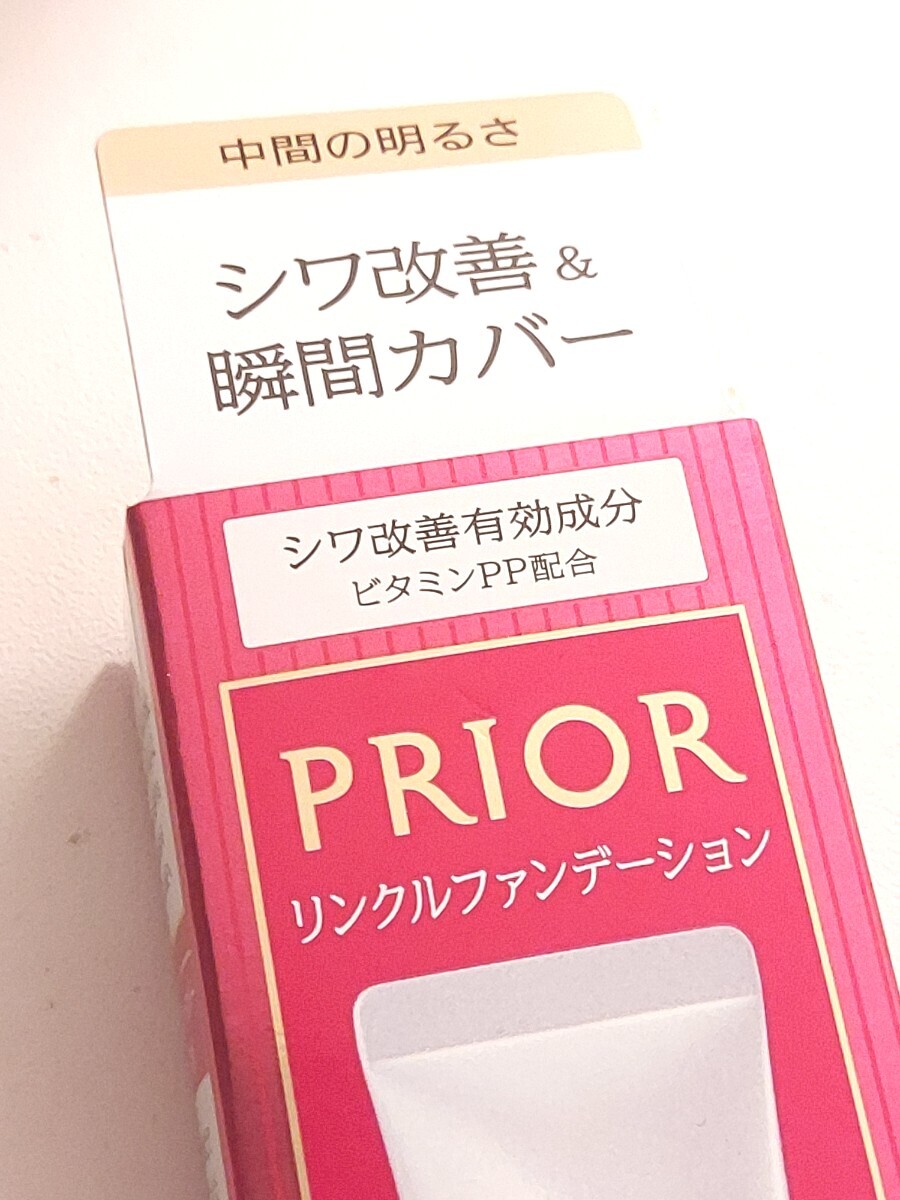 中間の明るさ
シワ改善&
瞬間カバー
シワ改善有効成分
ビタミンPP配合
PRIOR
リンクルファンデーション